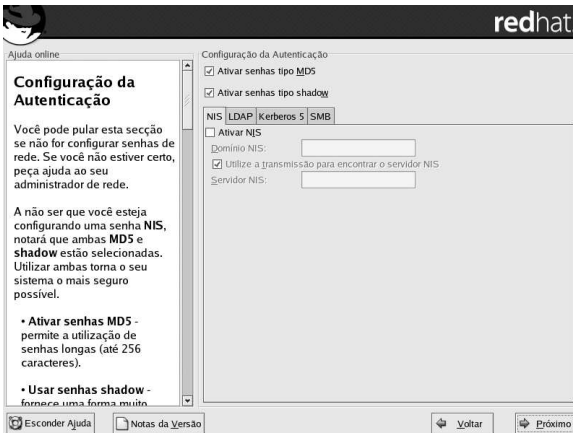 redhat.
Ajuda online
Configuração da
Autenticação
Você pode pular esta secção
se não for configurar senhas de
rede. Se você não estiver certo,
peça ajuda ao seu
administrador de rede.
A não ser que você esteja
configurando uma senha NIS,
notará que ambas MD5 e
shadow estão selecionadas.
Utilizar ambas torna o seu
sistema o mais seguro
possível.
• Ativar senhas MD5 -
permite a utilização de
senhas longas (até 256
caracteres).
• Usar senhas shadow -
fornece uma forma muito
Configuração da Autenticação
Ativar senhas tipo MD5
Ativar senhas tipo shadow
NIS LDAP Kerberos 5 SMB
Ativar NIS
Domínio NIS:
Utilize a transmissão para encontrar o servidor NIS
Servidor NIS:
Esconder Ajuda Notas da Versão Voltar Próximo